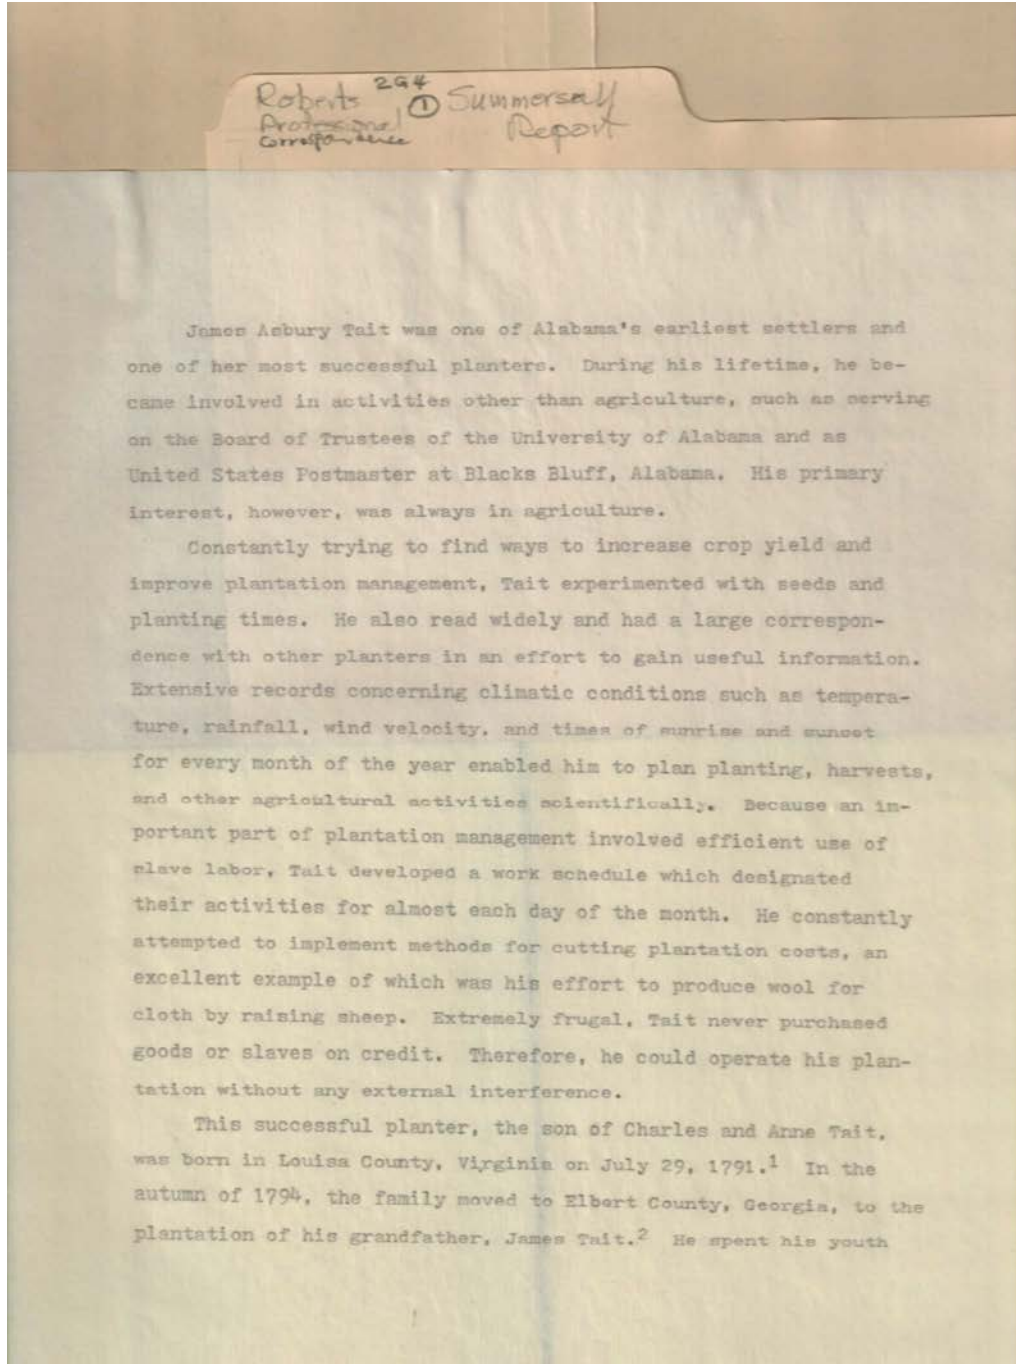 Roberts 2G4 ① Summersall
Professional Report
Correspondence
James Asbury Tait was one of Alabama's earliest settlers and
one of her most successful planters. During his lifetime, he be-
came involved in activities other than agriculture, such as serving
on the Board of Trustees of the University of Alabama and as
United States Postmaster at Blacks Bluff, Alabama. His primary
interest, however, was always in agriculture.
Constantly trying to find ways to increase crop yield and
improve plantation management, Tait experimented with seeds and
planting times. He also read widely and had a large correspon-
dence with other planters in an effort to gain useful information.
Extensive records concerning climatic conditions such as tempera-
ture, rainfall, wind velocity, and times of sunrise and sunset
for every month of the year enabled him to plan planting, harvests,
and other agricultural activities scientifically. Because an im-
portant part of plantation management involved efficient use of
slave labor, Tait developed a work schedule which designated
their activities for almost each day of the month. He constantly
attempted to implement methods for cutting plantation costs, an
excellent example of which was his effort to produce wool for
cloth by raising sheep. Extremely frugal, Tait never purchased
goods or slaves on credit. Therefore, he could operate his plan-
tation without any external interference.
This successful planter, the son of Charles and Anne Tait,
was born in Louisa County, Virginia on July 29, 1791.1 In the
autumn of 1794, the family moved to Elbert County, Georgia, to the
plantation of his grandfather, James Tait.2 He spent his youth